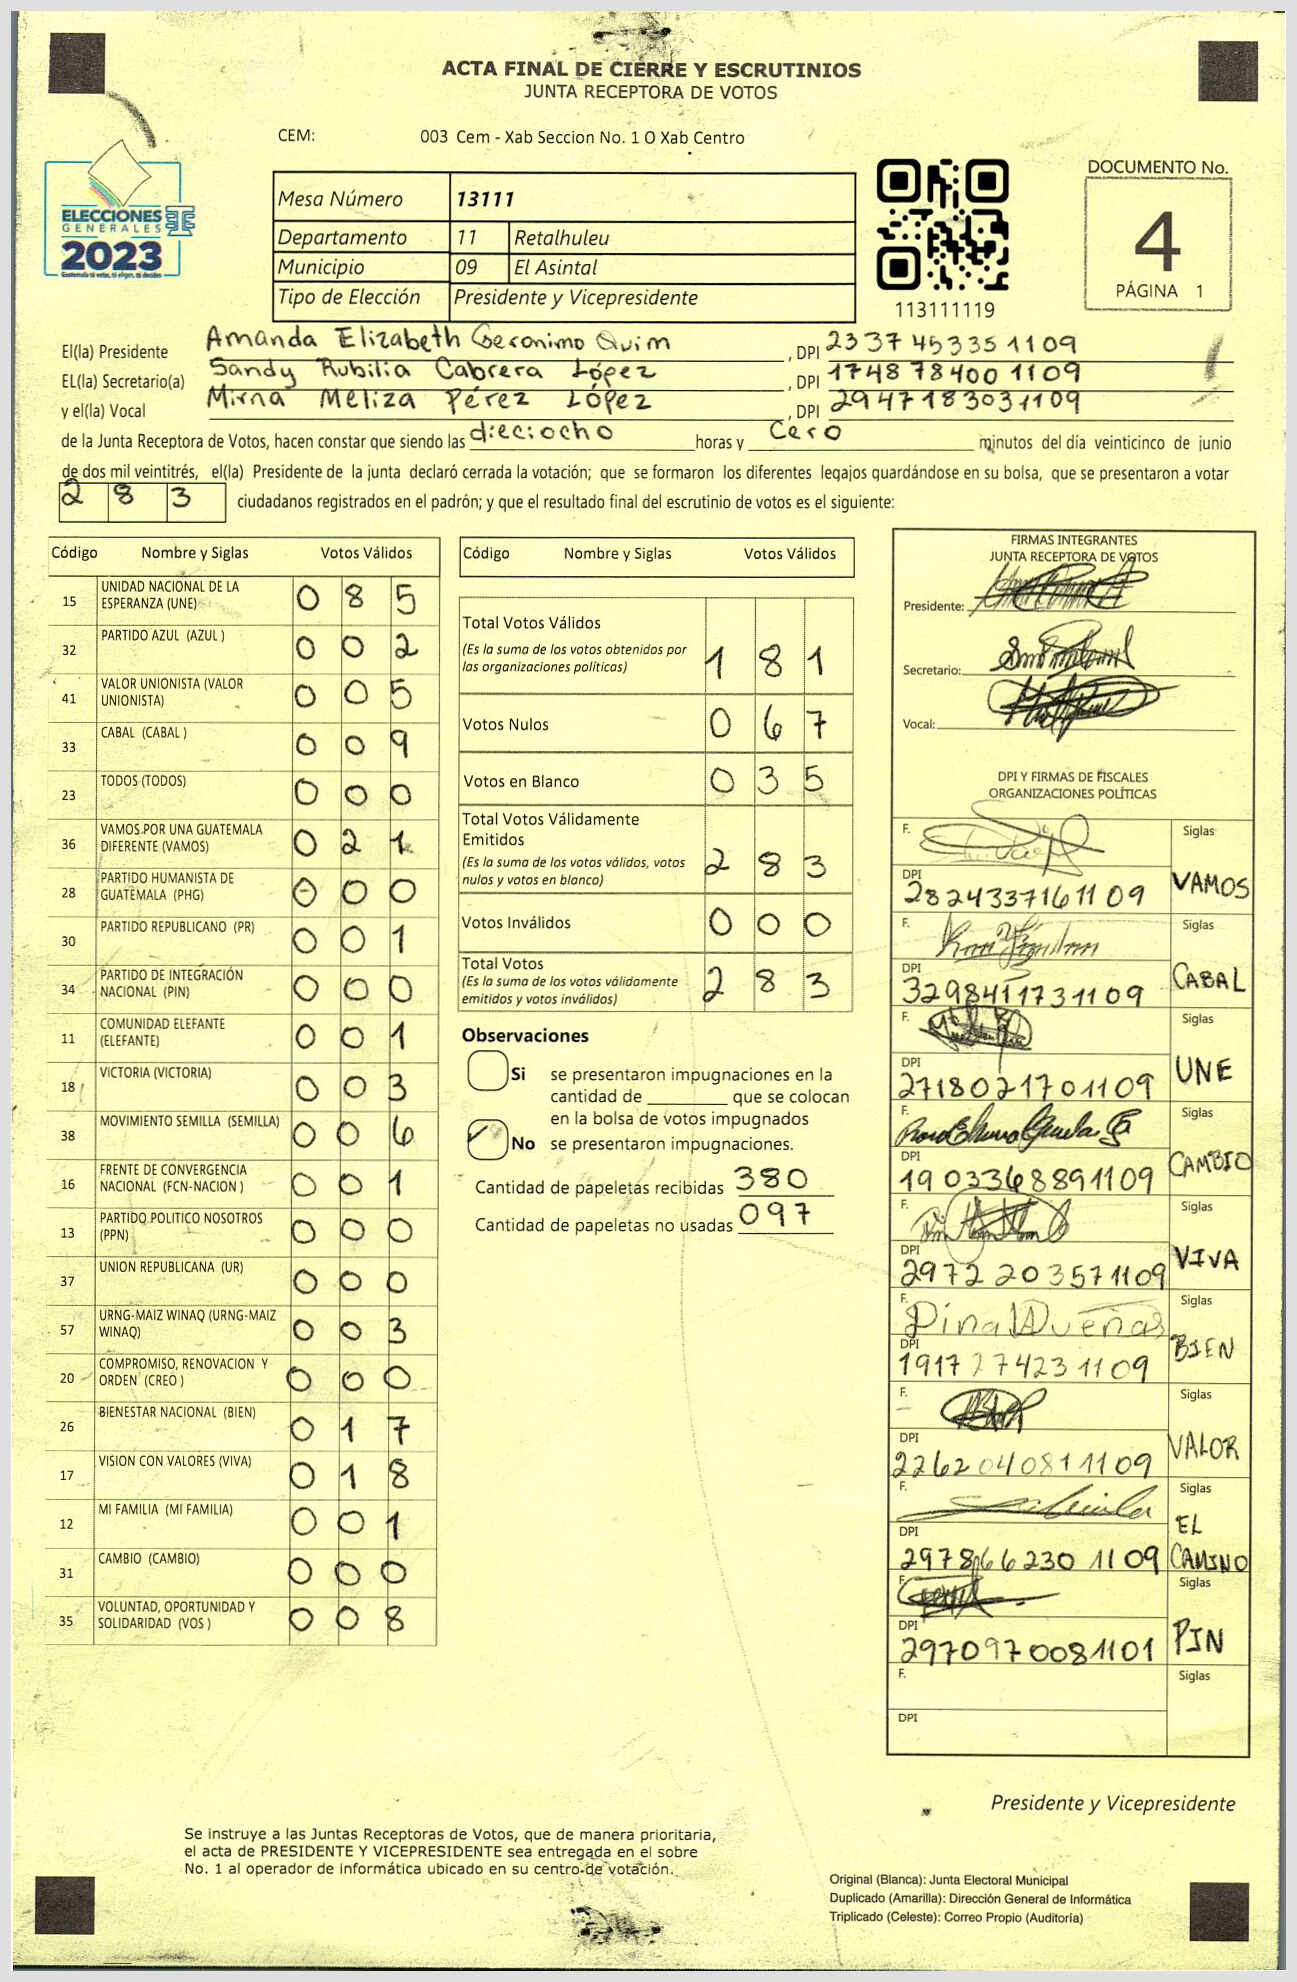 ACTA FINAL DE CIERRE Y ESCRUTINIOS
JUNTA RECEPTORA DE VOTOS
CEM: 003 Cem - Xab Seccion No. 1 O Xab Centro
ELECCIONES
GENERALES
2023
Guatemala tú votas, tú eliges, tú decides
Mesa Número 13111
Departamento 11 Retalhuleu
Municipio 09 El Asintal
Tipo de Elección Presidente y Vicepresidente
113111119
DOCUMENTO No.
4
PÁGINA 1
El(la) Presidente Amanda Elizabeth Geronimo Quim , DPI 2337453351109
EL(la) Secretario(a) Sandy Rubilia Cabrera López , DPI 1748784001109
y el(la) Vocal Mirna Meliza Pérez López , DPI 2947183031109
de la Junta Receptora de Votos, hacen constar que siendo las dieciocho horas y Cero minutos del día veinticinco de junio
de dos mil veintitrés, el(la) Presidente de la junta declaró cerrada la votación; que se formaron los diferentes legajos guardándose en su bolsa, que se presentaron a votar
283 ciudadanos registrados en el padrón; y que el resultado final del escrutinio de votos es el siguiente:
Código Nombre y Siglas Votos Válidos
15 UNIDAD NACIONAL DE LA ESPERANZA (UNE) 0 8 5
32 PARTIDO AZUL (AZUL ) 0 0 2
41 VALOR UNIONISTA (VALOR UNIONISTA) 0 0 5
33 CABAL (CABAL ) 0 0 9
23 TODOS (TODOS) 0 0 0
36 VAMOS POR UNA GUATEMALA DIFERENTE (VAMOS) 0 2 1
28 PARTIDO HUMANISTA DE GUATEMALA (PHG) 0 0 0
30 PARTIDO REPUBLICANO (PR) 0 0 1
34 PARTIDO DE INTEGRACIÓN NACIONAL (PIN) 0 0 0
11 COMUNIDAD ELEFANTE (ELEFANTE) 0 0 1
18 VICTORIA (VICTORIA) 0 0 3
38 MOVIMIENTO SEMILLA (SEMILLA) 0 0 6
16 FRENTE DE CONVERGENCIA NACIONAL (FCN-NACION ) 0 0 1
13 PARTIDO POLITICO NOSOTROS (PPN) 0 0 0
37 UNION REPUBLICANA (UR) 0 0 0
57 URNG-MAIZ WINAQ (URNG-MAIZ WINAQ) 0 0 3
20 COMPROMISO, RENOVACION Y ORDEN (CREO ) 0 0 0
26 BIENESTAR NACIONAL (BIEN) 0 1 7
17 VISION CON VALORES (VIVA) 0 1 8
12 MI FAMILIA (MI FAMILIA) 0 0 1
31 CAMBIO (CAMBIO) 0 0 0
35 VOLUNTAD, OPORTUNIDAD Y SOLIDARIDAD (VOS ) 0 0 8
Código Nombre y Siglas Votos Válidos
Total Votos Válidos
(Es la suma de los votos obtenidos por
las organizaciones políticas) 1 8 1
Votos Nulos 0 6 7
Votos en Blanco 0 3 5
Total Votos Válidamente
Emitidos
(Es la suma de los votos válidos, votos
nulos y votos en blanco) 2 8 3
Votos Inválidos 0 0 0
Total Votos
(Es la suma de los votos válidamente
emitidos y votos inválidos) 2 8 3
Observaciones
Si se presentaron impugnaciones en la
cantidad de ________ que se colocan
en la bolsa de votos impugnados
No se presentaron impugnaciones.
Cantidad de papeletas recibidas 380
Cantidad de papeletas no usadas 097
FIRMAS INTEGRANTES
JUNTA RECEPTORA DE VOTOS
Presidente:
Secretario:
Vocal:
DPI Y FIRMAS DE FISCALES
ORGANIZACIONES POLÍTICAS
F. Siglas
DPI 2824337161109 VAMOS
F. Siglas
DPI 3298411731109 CABAL
F. Siglas
DPI 2718021701109 UNE
F. Siglas
DPI 1903368891109 CAMBIO
F. Siglas
DPI 2972203571109 VIVA
F. Dina Dueñas Siglas
DPI 1917274231109 BIEN
F. Siglas
DPI 2262040811109 VALOR
F. Siglas
DPI 2978662301109 EL CAMINO
F. Siglas
DPI 2970970081101 PIN
F. Siglas
DPI
Presidente y Vicepresidente
Se instruye a las Juntas Receptoras de Votos, que de manera prioritaria,
el acta de PRESIDENTE Y VICEPRESIDENTE sea entregada en el sobre
No. 1 al operador de informática ubicado en su centro de votación.
Original (Blanca): Junta Electoral Municipal
Duplicado (Amarilla): Dirección General de Informática
Triplicado (Celeste): Correo Propio (Auditoría)